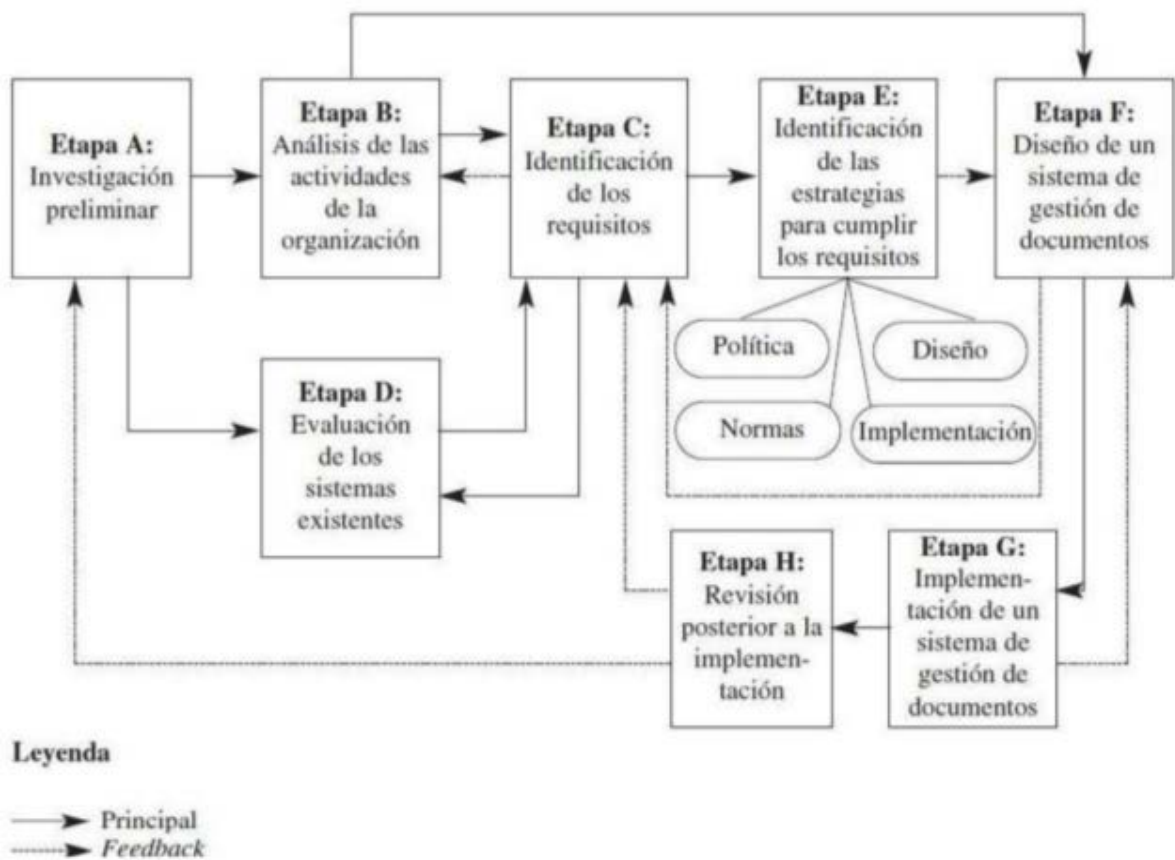 Etapa A:
Investigación
preliminar
Etapa B:
Análisis de las
actividades
de la
organización
Etapa C:
Identificación
de los
requisitos
Etapa E:
Identificación
de las
estrategias
para cumplir
los requisitos
Etapa F:
Diseño de un
sistema de
gestión de
documentos
Política
Diseño
Normas
Implementación
Etapa D:
Evaluación
de los
sistemas
existentes
Etapa H:
Revisión
posterior a la
implemen-
tación
Etapa G:
Implemen-
tación de un
sistema de
gestión de
documentos
Leyenda
Principal
Feedback